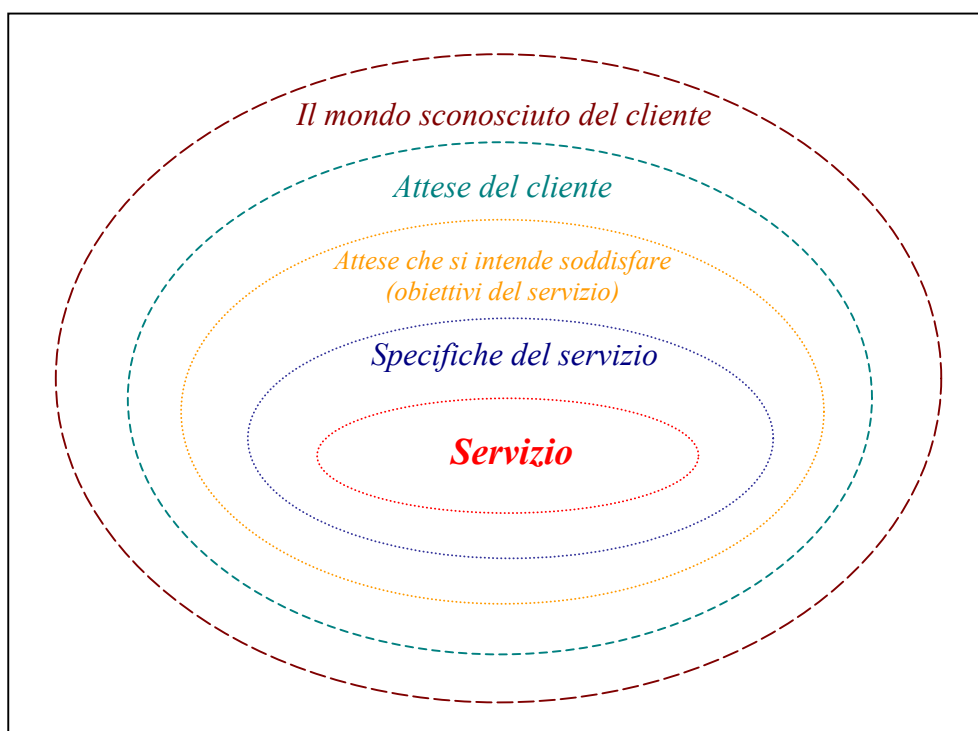 Il mondo sconosciuto del cliente
Attese del cliente
Attese che si intende soddisfare
(obiettivi del servizio)
Specifiche del servizio
Servizio